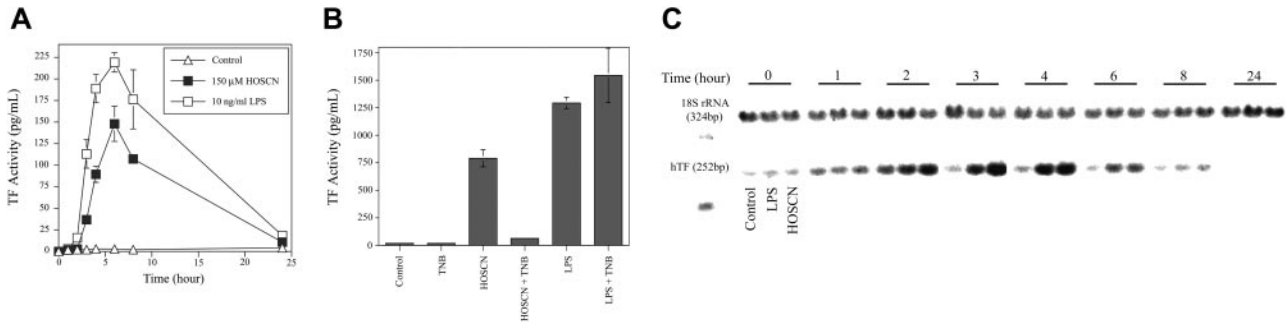 A
TF Activity (pg/mL)
225
200
175
150
125
100
75
50
25
0
0
5
10
15
20
25
Time (hour)
Control
150 µM HOSCN
10 ng/ml LPS
B
TF Activity (pg/mL)
1750
1500
1250
1000
750
500
250
0
Control
TNB
HOSCN
HOSCN + TNB
LPS
LPS + TNB
C
Time (hour) 0 1 2 3 4 6 8 24
18S rRNA
(324bp)
hTF (252bp)
Control
LPS
HOSCN